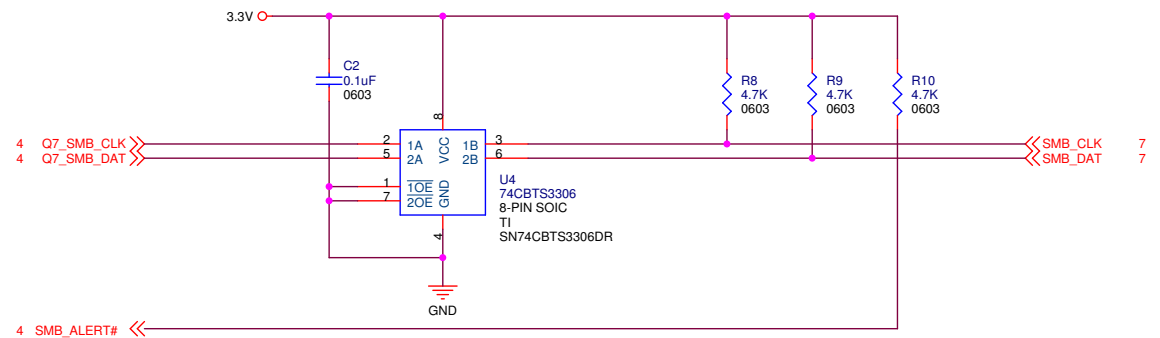 3.3V
C2
0.1uF
0603
R8
4.7K
0603
R9
4.7K
0603
R10
4.7K
0603
4 Q7_SMB_CLK
4 Q7_SMB_DAT
8
2
5
1
7
3
6
4
1A
2A
1OE
2OE
VCC
GND
1B
2B
SMB_CLK 7
SMB_DAT 7
U4
74CBTS3306
8-PIN SOIC
TI
SN74CBTS3306DR
GND
4 SMB_ALERT#